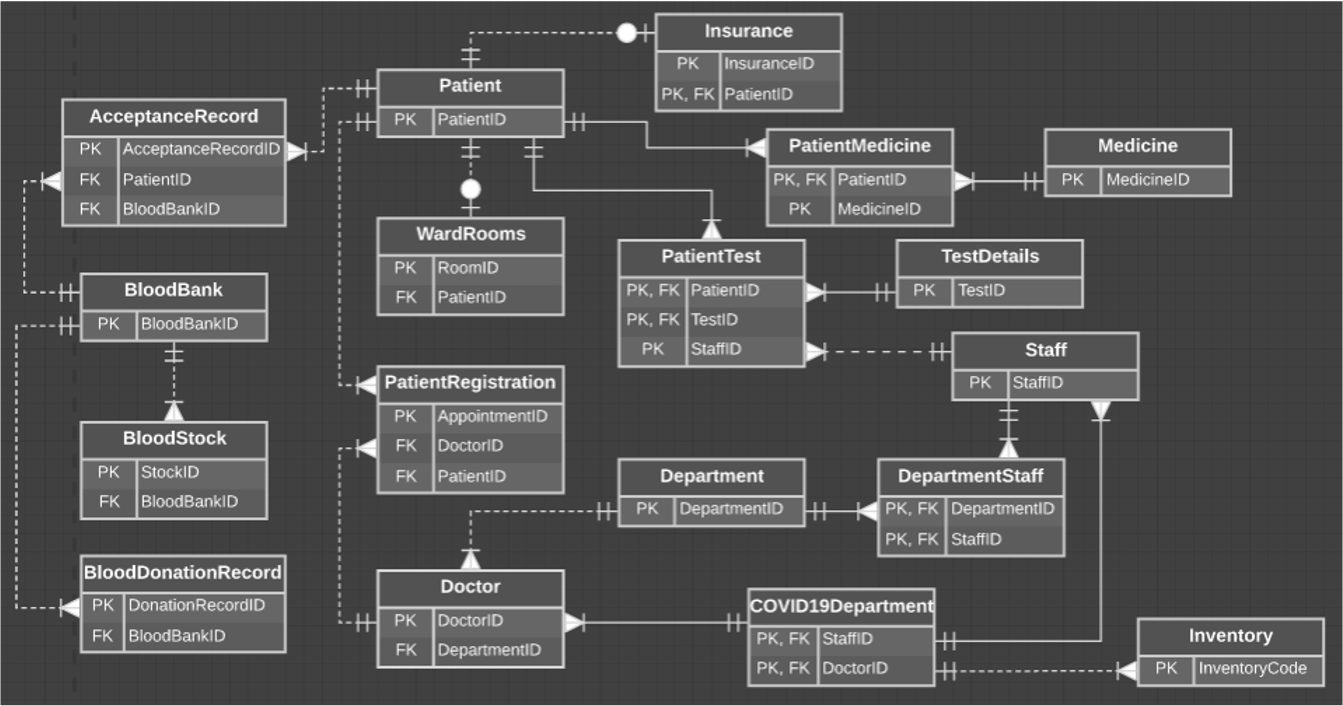 Insurance
PK InsuranceID
PK, FK PatientID
Patient
PK PatientID
AcceptanceRecord
PK AcceptanceRecordID
FK PatientID
FK BloodBankID
PatientMedicine
PK, FK PatientID
PK MedicineID
Medicine
PK MedicineID
WardRooms
PK RoomID
FK PatientID
PatientTest
PK, FK PatientID
PK, FK TestID
PK StaffID
TestDetails
PK TestID
BloodBank
PK BloodBankID
Staff
PK StaffID
PatientRegistration
PK AppointmentID
FK DoctorID
FK PatientID
BloodStock
PK StockID
FK BloodBankID
Department
PK DepartmentID
DepartmentStaff
PK, FK DepartmentID
PK, FK StaffID
BloodDonationRecord
PK DonationRecordID
FK BloodBankID
Doctor
PK DoctorID
FK DepartmentID
COVID19Department
PK, FK StaffID
PK, FK DoctorID
Inventory
PK InventoryCode